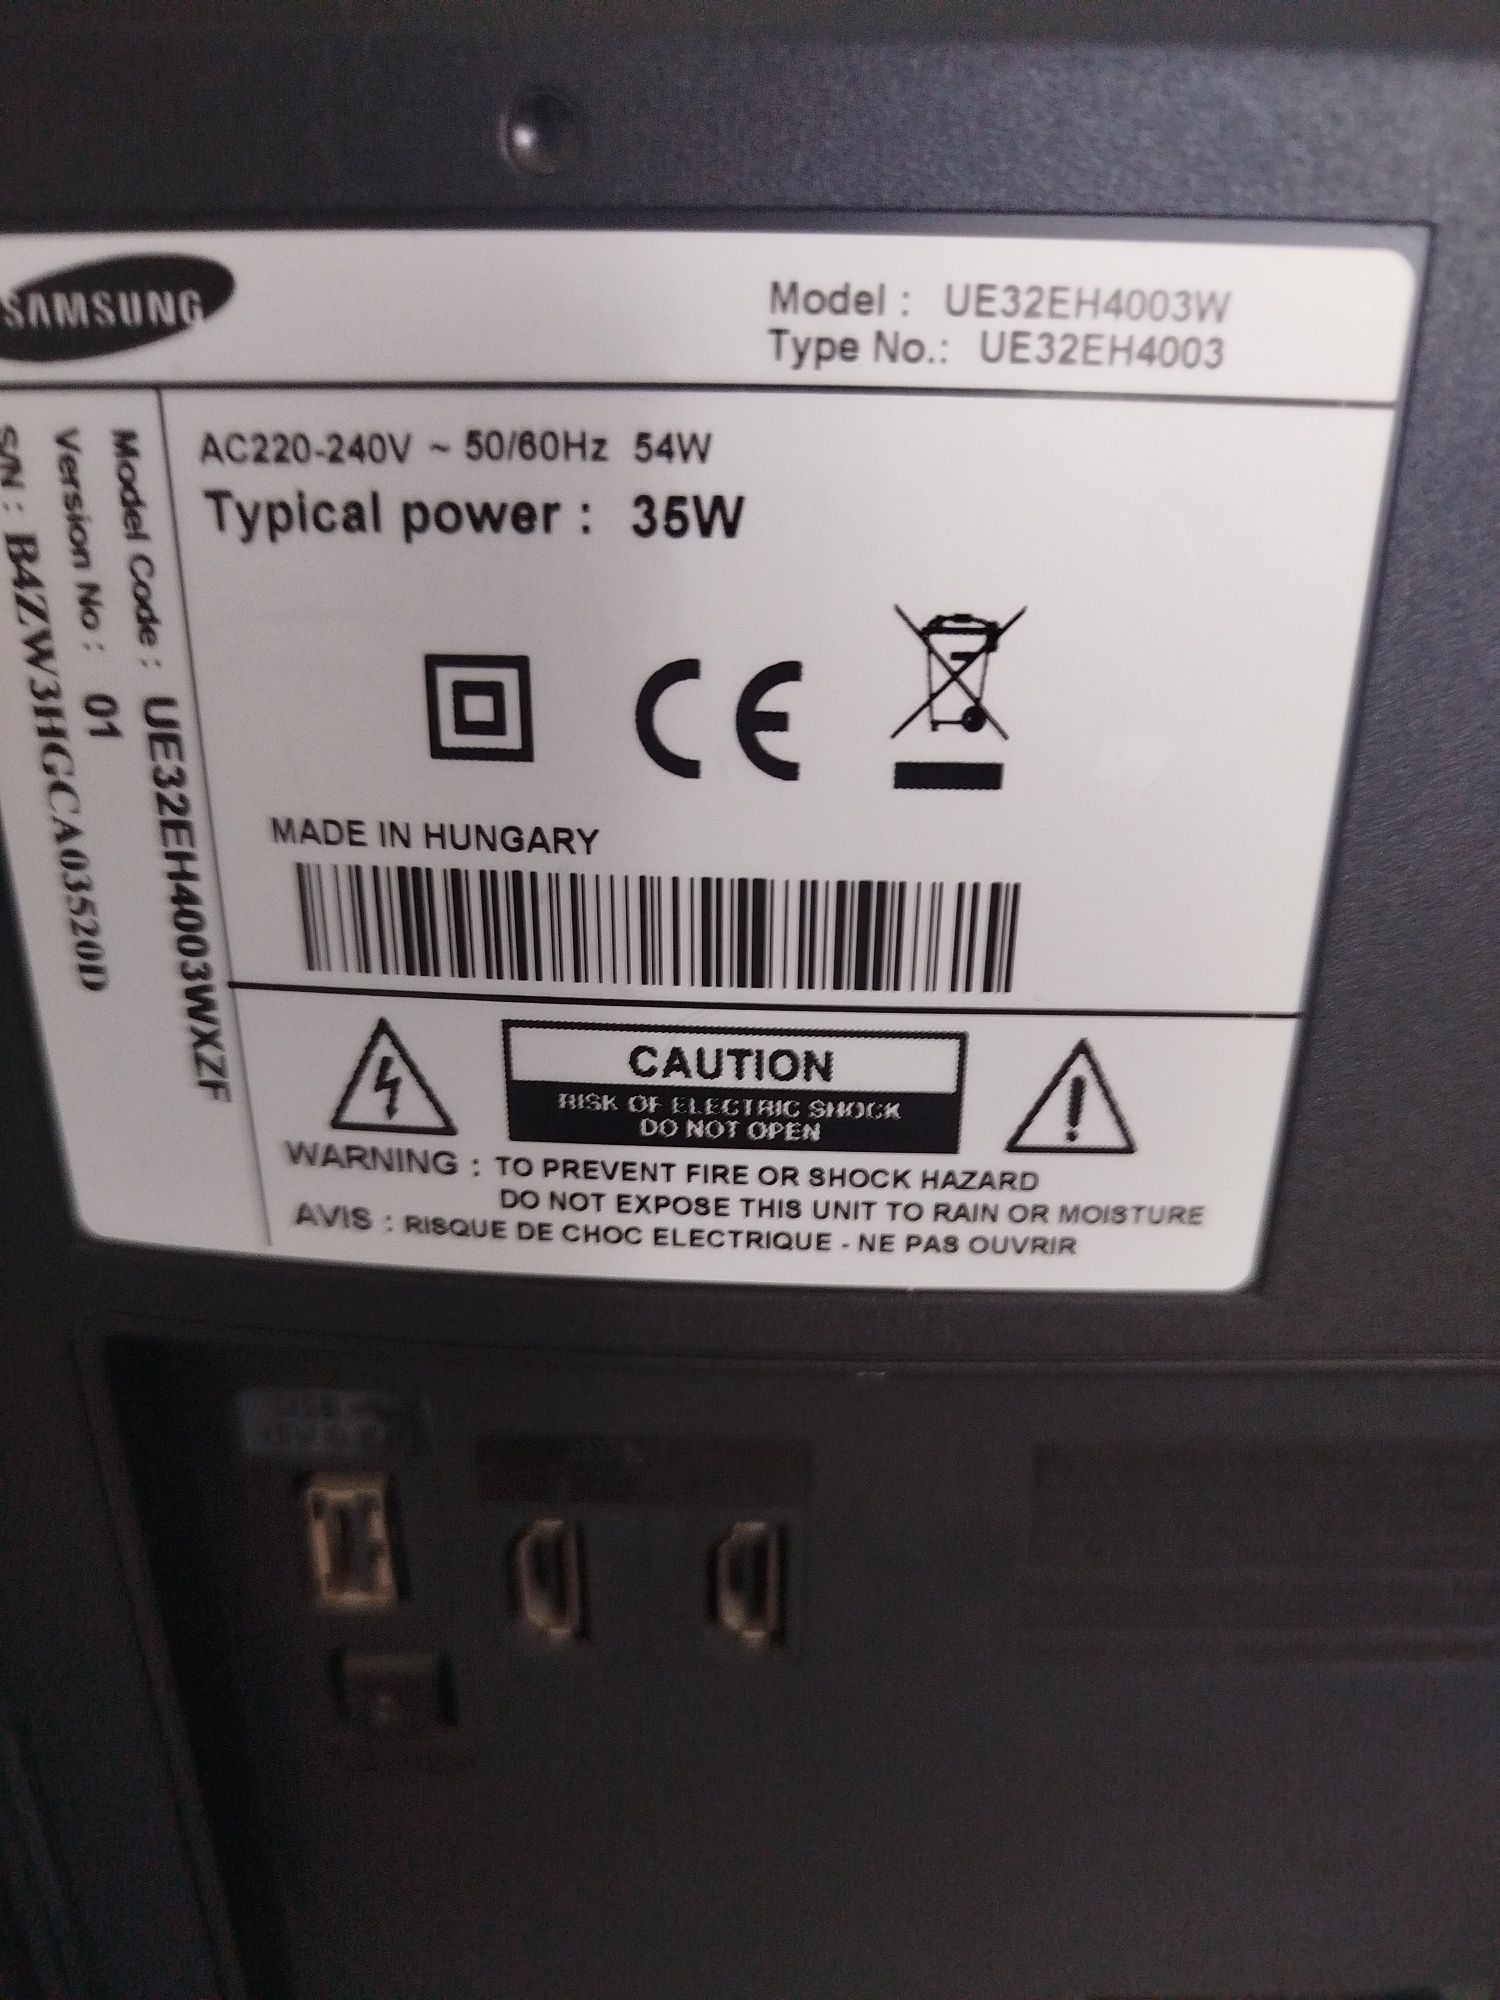 SAMSUNG
Model : UE32EH4003W
Type No.: UE32EH4003
Model Code : UE32EH4003WXZF
Version No : 01
S/N : B4ZW3HGCA03520D
AC220-240V ~ 50/60Hz 54W
Typical power : 35W
CE
MADE IN HUNGARY
CAUTION
RISK OF ELECTRIC SHOCK
DO NOT OPEN
WARNING : TO PREVENT FIRE OR SHOCK HAZARD
DO NOT EXPOSE THIS UNIT TO RAIN OR MOISTURE
AVIS : RISQUE DE CHOC ELECTRIQUE - NE PAS OUVRIR